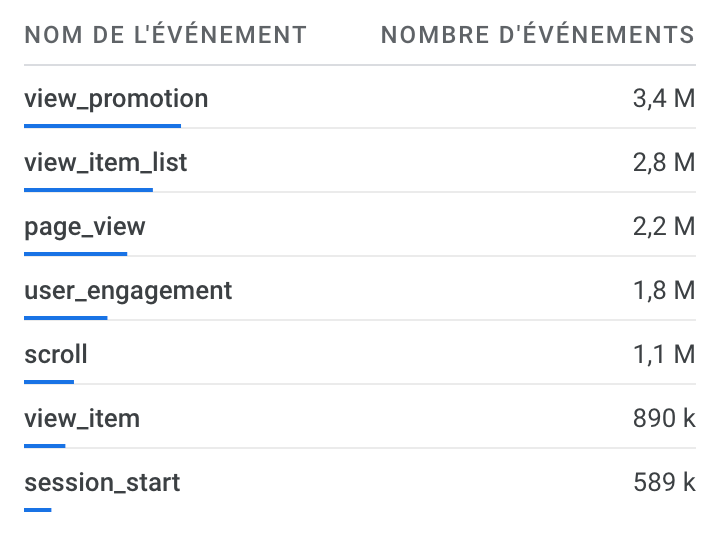 NOM DE L'ÉVÉNEMENT NOMBRE D'ÉVÉNEMENTS
view_promotion 3,4 M
view_item_list 2,8 M
page_view 2,2 M
user_engagement 1,8 M
scroll 1,1 M
view_item 890 k
session_start 589 k